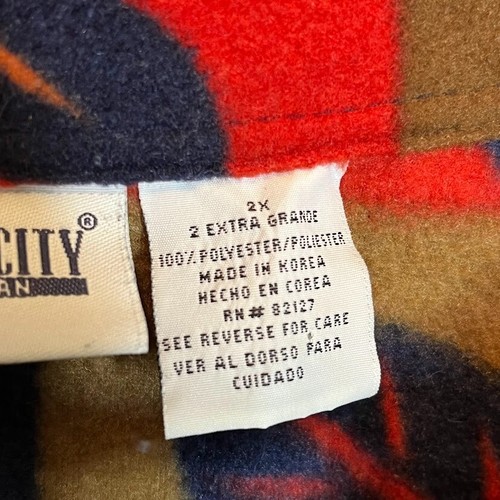 CITY®
AN
2X
2 EXTRA GRANDE
100% POLYESTER/POLIESTER
MADE IN KOREA
HECHO EN COREA
RN# 82127
SEE REVERSE FOR CARE
VER AL DORSO PARA
CUIDADO